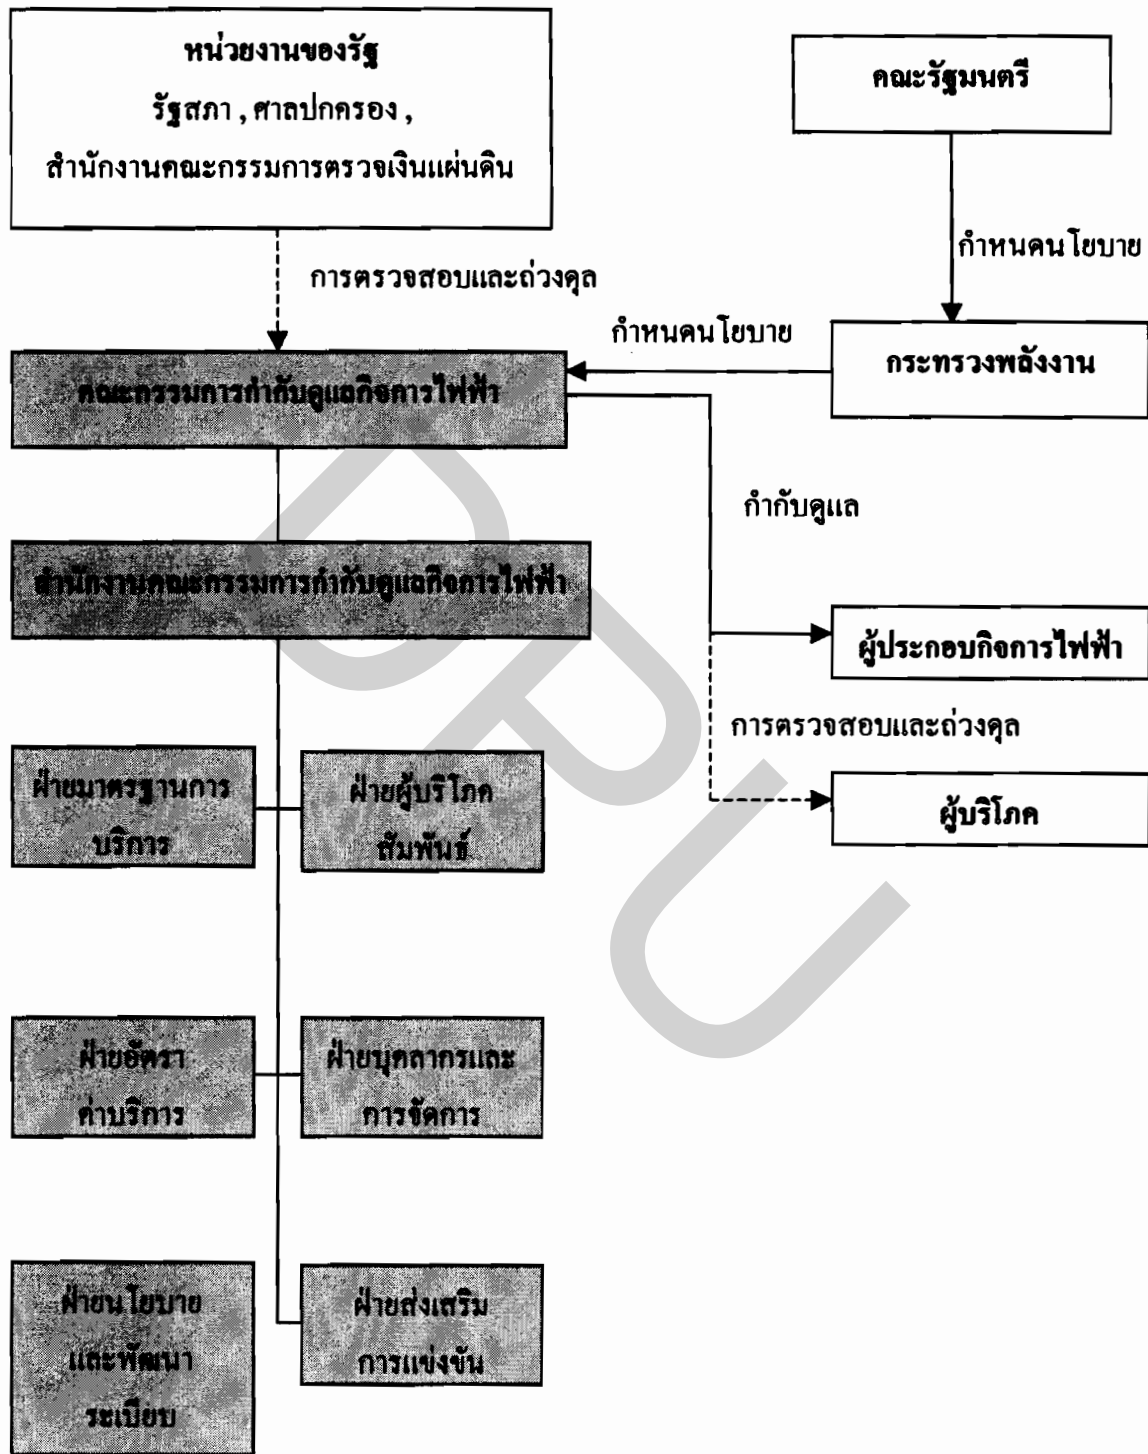 หน่วยงานของรัฐ
รัฐสภา , ศาลปกครอง ,
สำนักงานคณะกรรมการตรวจเงินแผ่นดิน
คณะรัฐมนตรี
กำหนดนโยบาย
การตรวจสอบและถ่วงดุล
กำหนดนโยบาย
กระทรวงพลังงาน
คณะกรรมการกำกับดูแลกิจการไฟฟ้า
กำกับดูแล
สำนักงานคณะกรรมการกำกับดูแลกิจการไฟฟ้า
ผู้ประกอบกิจการไฟฟ้า
การตรวจสอบและถ่วงดุล
ฝ่ายมาตรฐานการ
บริการ
ฝ่ายผู้บริโภค
สัมพันธ์
ผู้บริโภค
ฝ่ายอัตรา
ค่าบริการ
ฝ่ายบุคลากรและ
การจัดการ
ฝ่ายนโยบาย
และพัฒนา
ระเบียบ
ฝ่ายส่งเสริม
การแข่งขัน
DPU